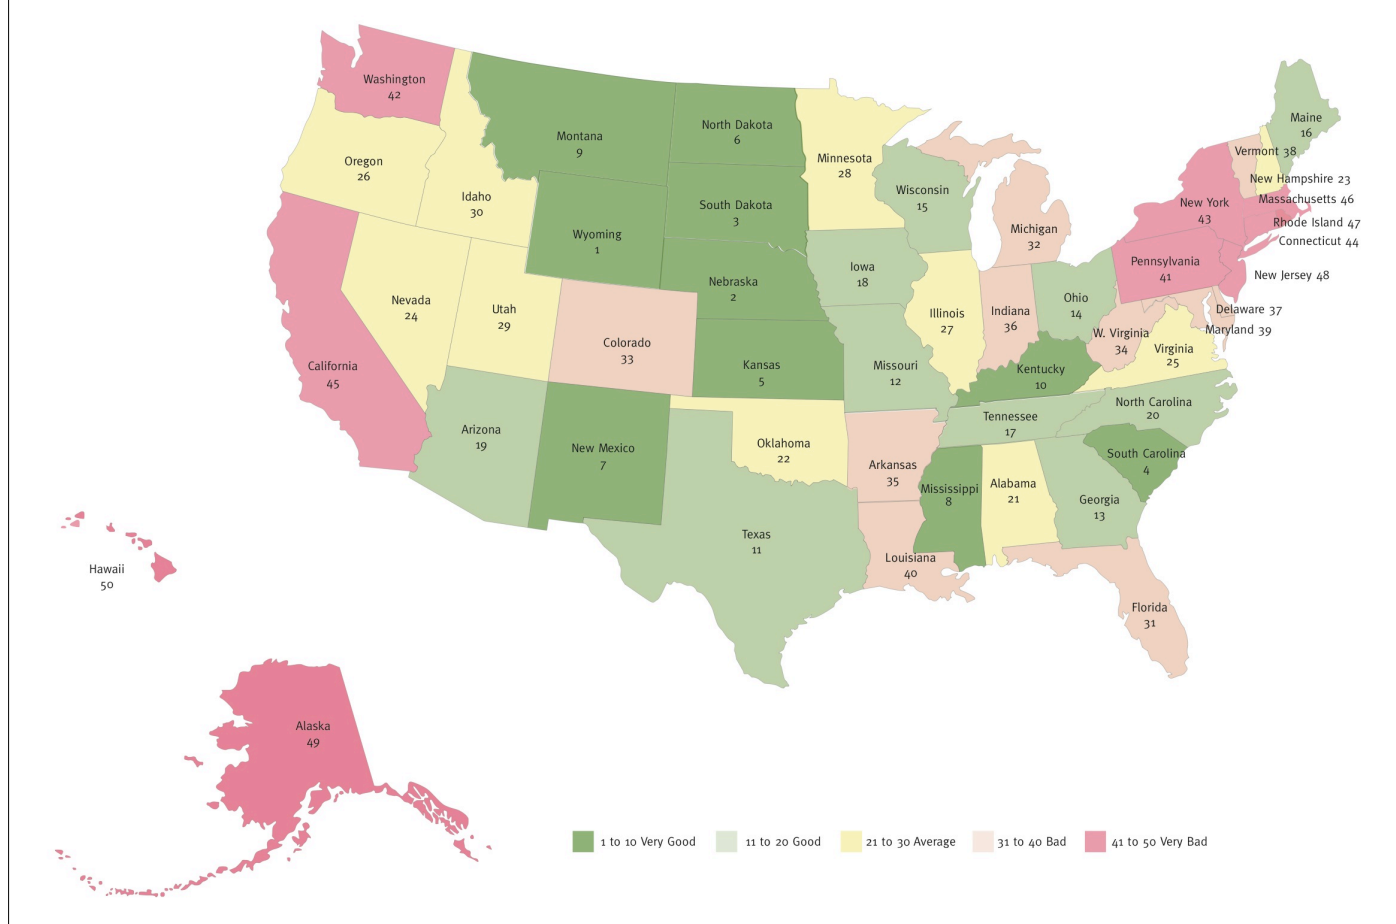 Washington
42
Oregon
26
California
45
Idaho
30
Nevada
24
Utah
29
Arizona
19
Montana
9
Wyoming
1
Colorado
33
New Mexico
7
North Dakota
6
South Dakota
3
Nebraska
2
Kansas
5
Oklahoma
22
Texas
11
Minnesota
28
Iowa
18
Missouri
12
Arkansas
35
Louisiana
40
Wisconsin
15
Illinois
27
Michigan
32
Indiana
36
Ohio
14
Kentucky
10
Tennessee
17
Mississippi
8
Alabama
21
Georgia
13
Florida
31
South Carolina
4
North Carolina
20
Virginia
25
W. Virginia
34
Pennsylvania
41
New York
43
Maine
16
Vermont 38
New Hampshire 23
Massachusetts 46
Rhode Island 47
Connecticut 44
New Jersey 48
Delaware 37
Maryland 39
Hawaii
50
Alaska
49
1 to 10 Very Good
11 to 20 Good
21 to 30 Average
31 to 40 Bad
41 to 50 Very Bad